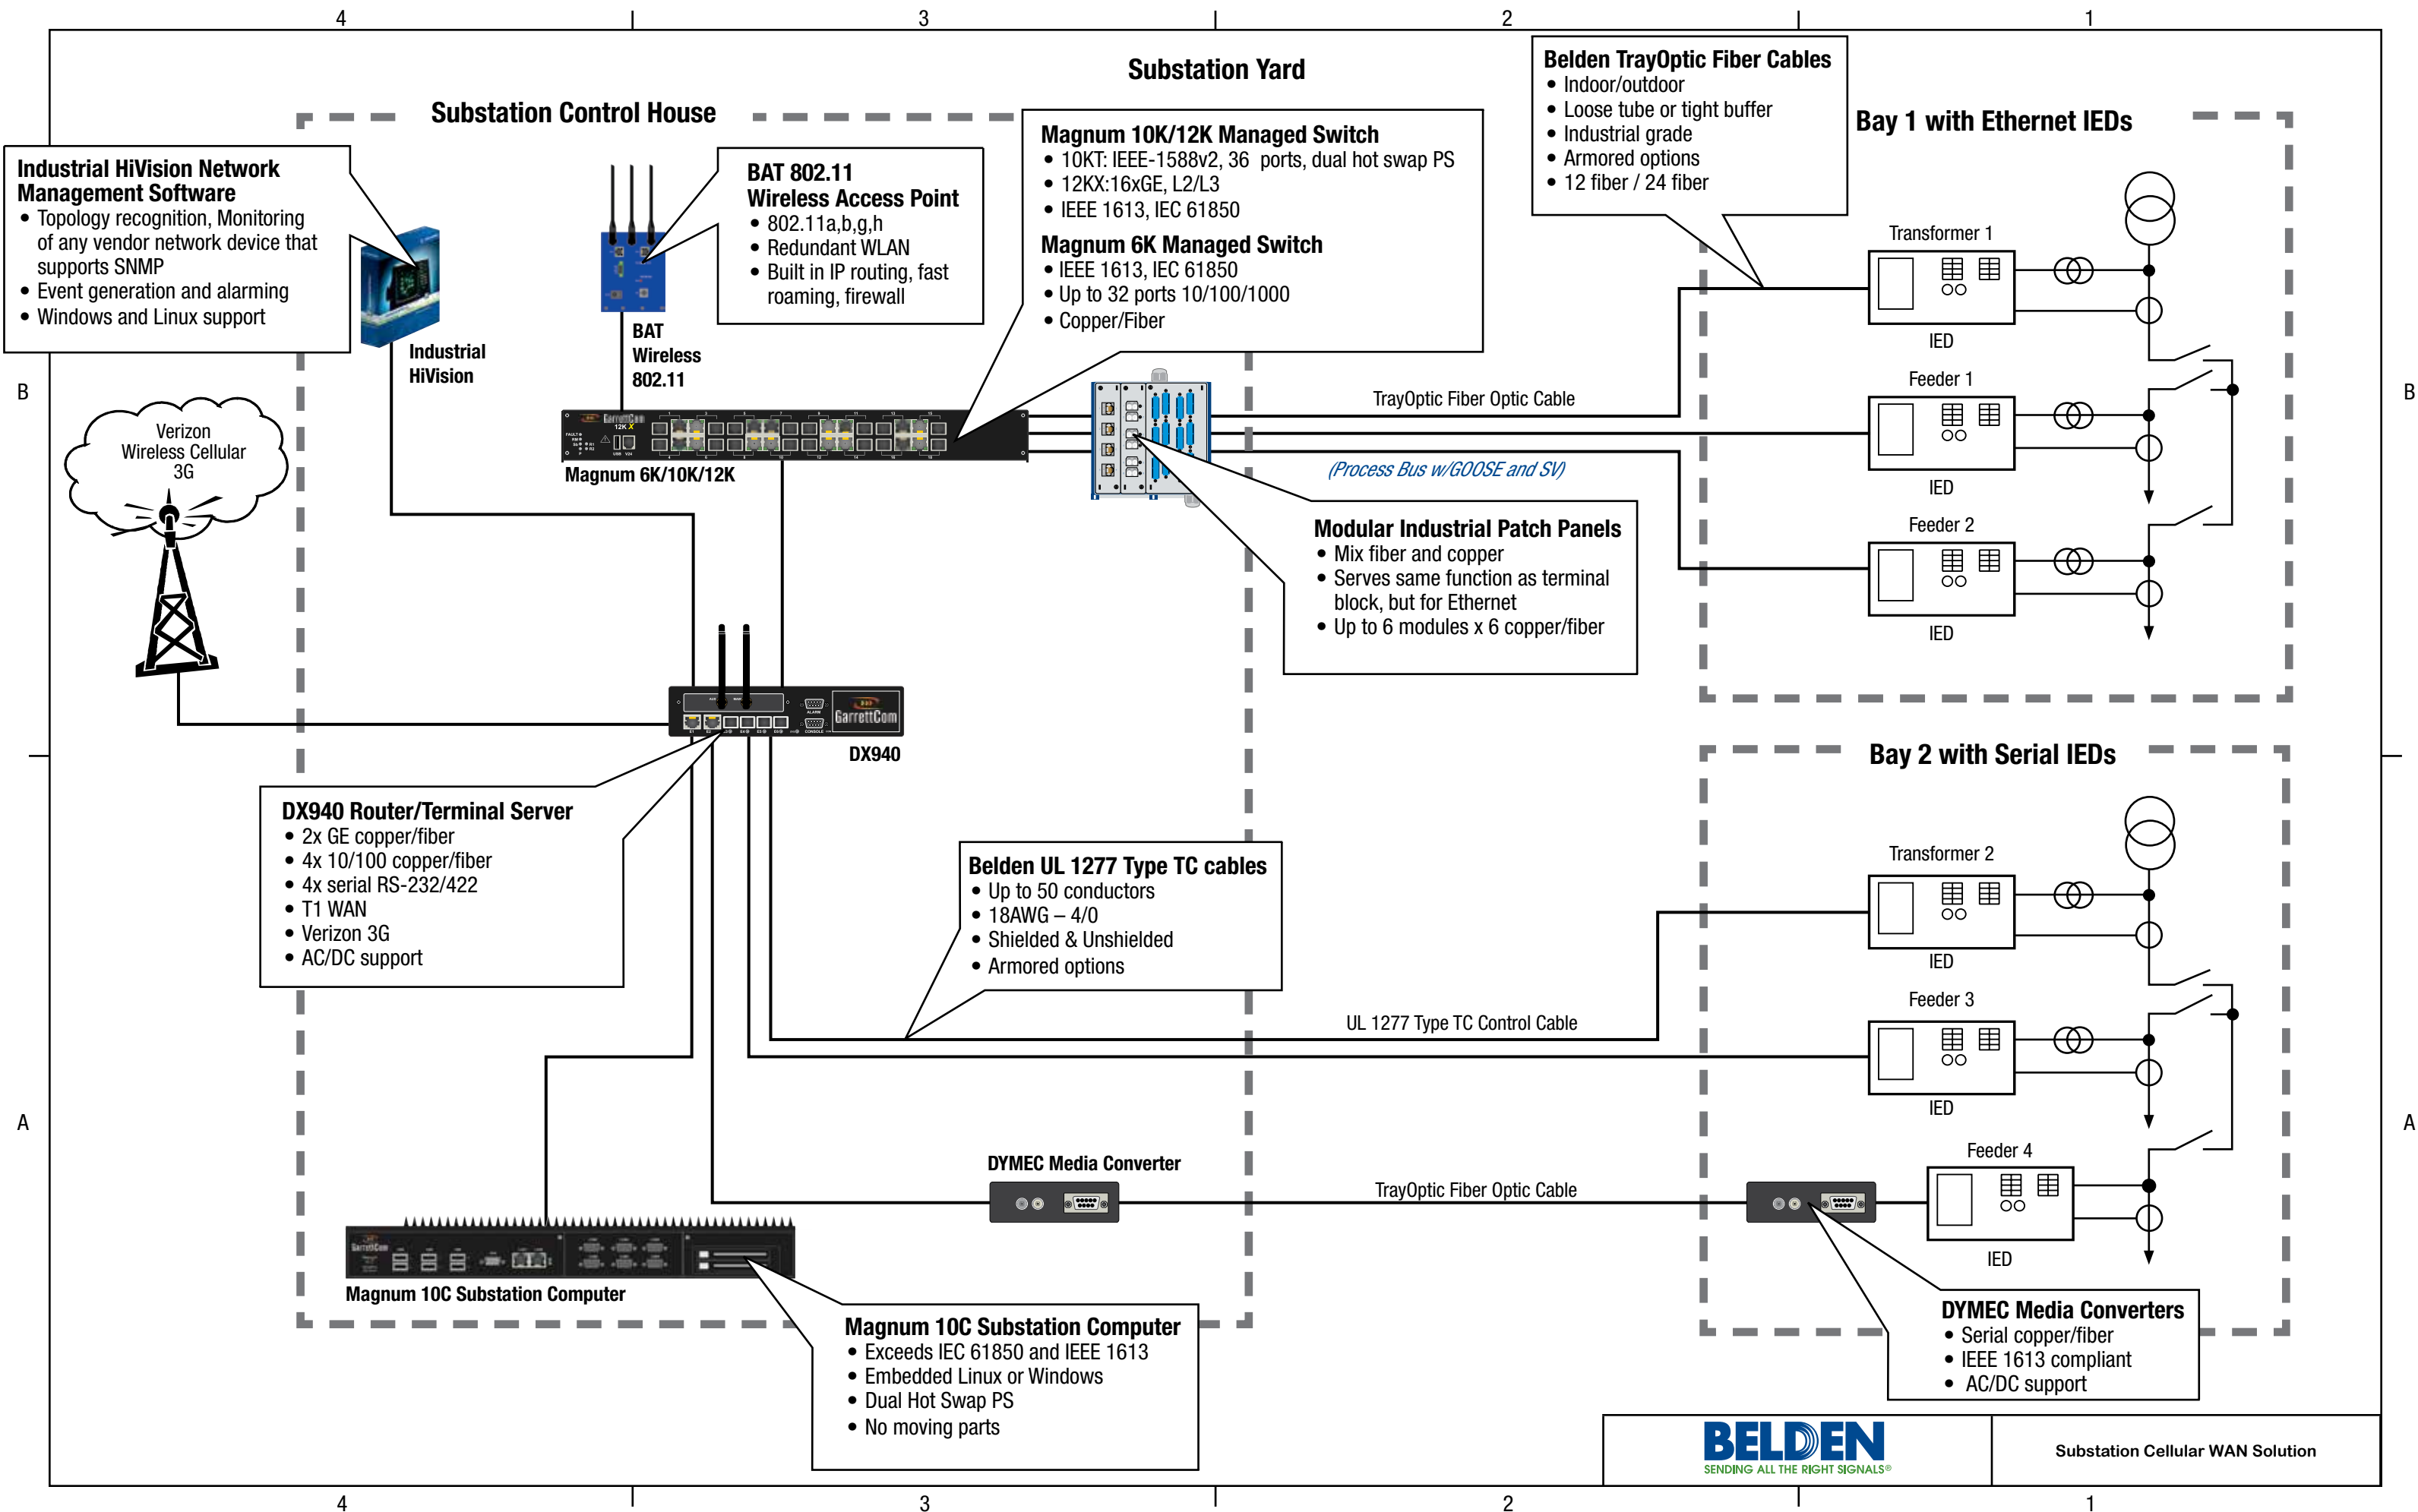 4
3
2
1
Substation Yard
Substation Control House
Belden TrayOptic Fiber Cables
• Indoor/outdoor
• Loose tube or tight buffer
• Industrial grade
• Armored options
• 12 fiber / 24 fiber
Bay 1 with Ethernet IEDs
Industrial HiVision Network
Management Software
• Topology recognition, Monitoring
of any vendor network device that
supports SNMP
• Event generation and alarming
• Windows and Linux support
BAT 802.11
Wireless Access Point
• 802.11a,b,g,h
• Redundant WLAN
• Built in IP routing, fast
roaming, firewall
Magnum 10K/12K Managed Switch
• 10KT: IEEE-1588v2, 36 ports, dual hot swap PS
• 12KX:16xGE, L2/L3
• IEEE 1613, IEC 61850
Magnum 6K Managed Switch
• IEEE 1613, IEC 61850
• Up to 32 ports 10/100/1000
• Copper/Fiber
Industrial
HiVision
BAT
Wireless
802.11
Transformer 1
IED
Feeder 1
IED
Feeder 2
IED
B
B
Verizon
Wireless Cellular
3G
GarrettCom
12K X
Magnum 6K/10K/12K
TrayOptic Fiber Optic Cable
(Process Bus w/GOOSE and SV)
Modular Industrial Patch Panels
• Mix fiber and copper
• Serves same function as terminal
block, but for Ethernet
• Up to 6 modules x 6 copper/fiber
ALARM
CONSOLE
GarrettCom
DX940
DX940 Router/Terminal Server
• 2x GE copper/fiber
• 4x 10/100 copper/fiber
• 4x serial RS-232/422
• T1 WAN
• Verizon 3G
• AC/DC support
Belden UL 1277 Type TC cables
• Up to 50 conductors
• 18AWG – 4/0
• Shielded & Unshielded
• Armored options
UL 1277 Type TC Control Cable
Bay 2 with Serial IEDs
Transformer 2
IED
Feeder 3
IED
Feeder 4
IED
A
A
DYMEC Media Converter
TrayOptic Fiber Optic Cable
GarrettCom
Magnum 10C Substation Computer
Magnum 10C Substation Computer
• Exceeds IEC 61850 and IEEE 1613
• Embedded Linux or Windows
• Dual Hot Swap PS
• No moving parts
DYMEC Media Converters
• Serial copper/fiber
• IEEE 1613 compliant
• AC/DC support
BELDEN
SENDING ALL THE RIGHT SIGNALS®
Substation Cellular WAN Solution
4
3
2
1